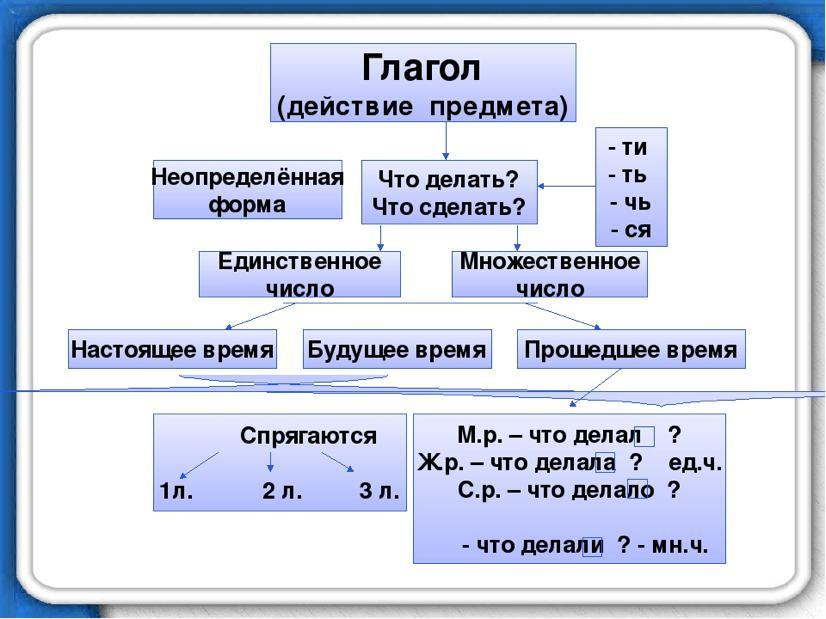 Глагол
(действие предмета)
- ти
- ть
- чь
- ся
Неопределённая
форма
Что делать?
Что сделать?
Единственное
число
Множественное
число
Настоящее время
Будущее время
Прошедшее время
Спрягаются
1л. 2 л. 3 л.
М.р. – что делал ?
Ж.р. – что делала ? ед.ч.
С.р. – что делало ?
- что делали ? - мн.ч.